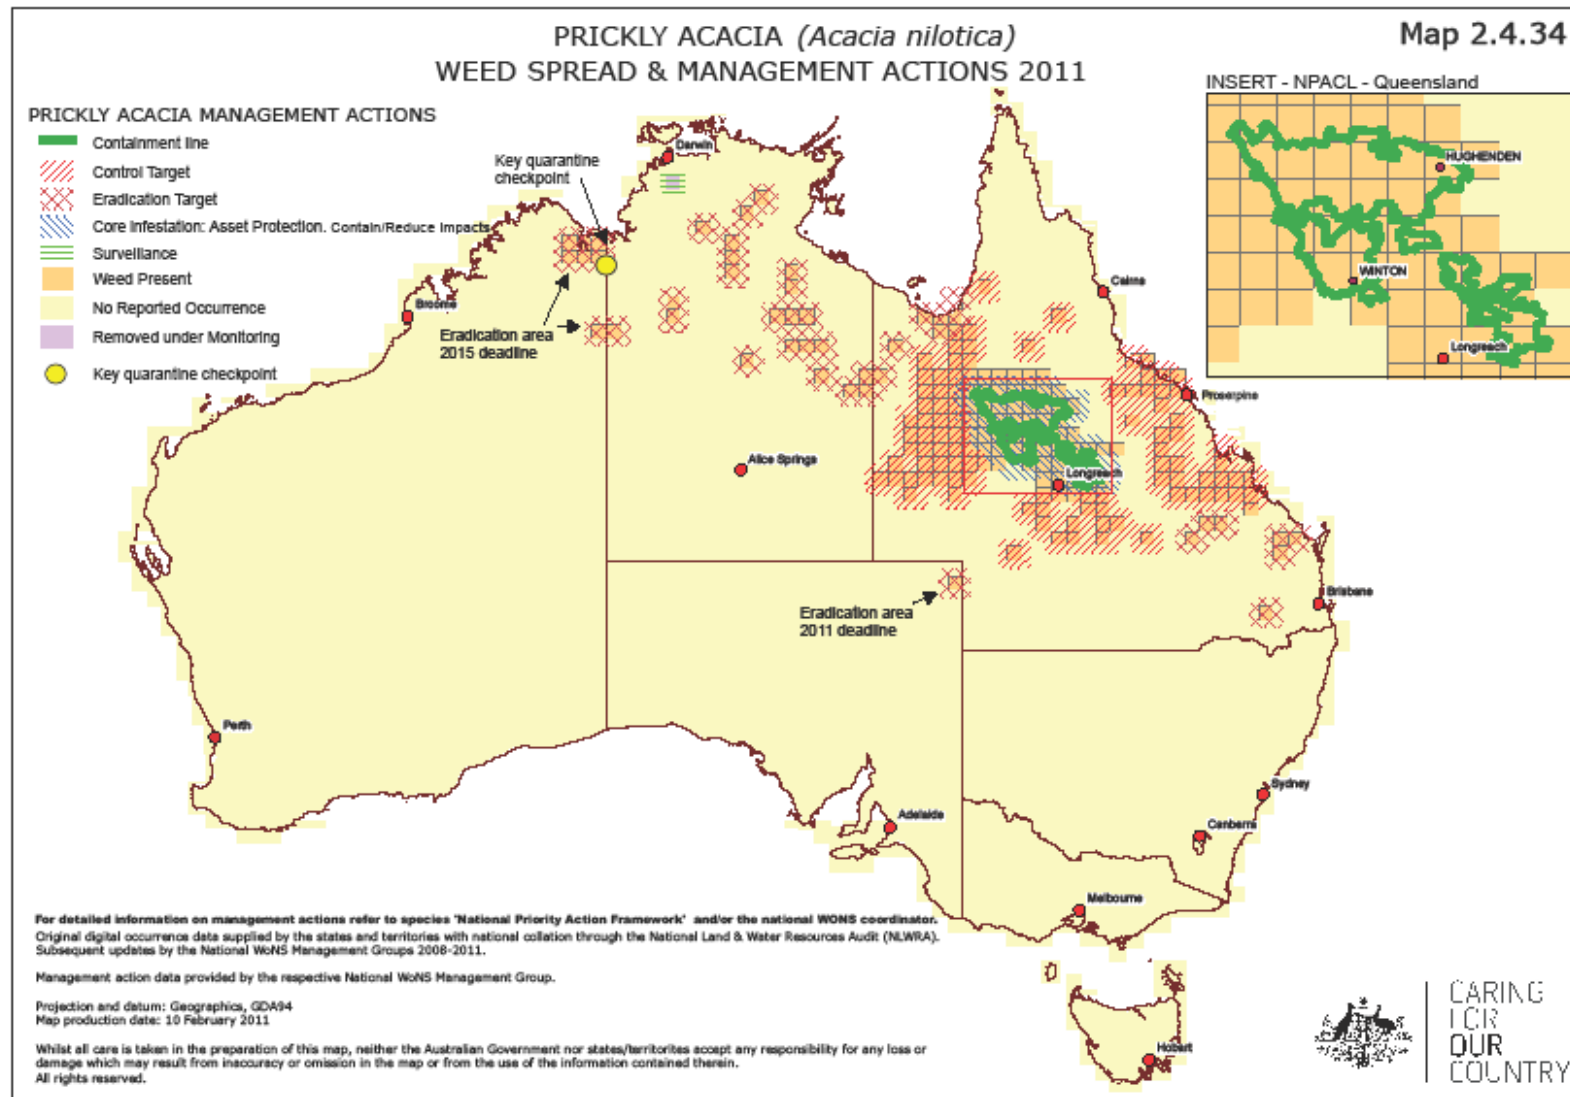 PRICKLY ACACIA (Acacia nilotica)
WEED SPREAD & MANAGEMENT ACTIONS 2011
Map 2.4.34
INSERT - NPACL - Queensland
HUGHENDEN
WINTON
Longreach
PRICKLY ACACIA MANAGEMENT ACTIONS
Containment line
Control Target
Eradication Target
Core Infestation: Asset Protection. Contain/Reduce Impacts
Surveillance
Weed Present
No Reported Occurrence
Removed under Monitoring
Key quarantine checkpoint
Key quarantine
checkpoint
Darwin
Broome
Eradication area
2015 deadline
Cairns
Proserpine
Alice Springs
Longreach
Eradication area
2011 deadline
Brisbane
Perth
Adelaide
Sydney
Canberra
Melbourne
Hobart
For detailed information on management actions refer to species 'National Priority Action Framework' and/or the national WONS coordinator.
Original digital occurrence data supplied by the states and territories with national collation through the National Land & Water Resources Audit (NLWRA).
Subsequent updates by the National WoNS Management Groups 2008-2011.
Management action data provided by the respective National WoNS Management Group.
Projection and datum: Geographics, GDA94
Map production date: 10 February 2011
Whilst all care is taken in the preparation of this map, neither the Australian Government nor states/territorites accept any responsibility for any loss or
damage which may result from inaccuracy or omission in the map or from the use of the information contained therein.
All rights reserved.
CARING
FOR
OUR
COUNTRY